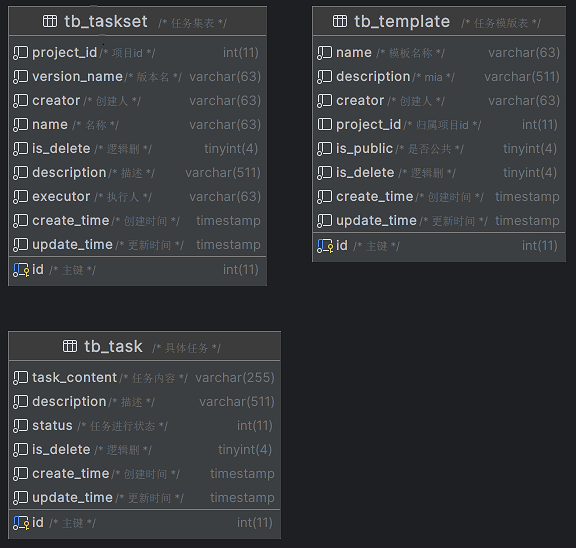 tb_taskset /* 任务集表 */
project_id /* 项目id */ int(11)
version_name /* 版本名 */ varchar(63)
creator /* 创建人 */ varchar(63)
name /* 名称 */ varchar(63)
is_delete /* 逻辑删 */ tinyint(4)
description /* 描述 */ varchar(511)
executor /* 执行人 */ varchar(63)
create_time /* 创建时间 */ timestamp
update_time /* 更新时间 */ timestamp
id /* 主键 */ int(11)
tb_template /* 任务模版表 */
name /* 模板名称 */ varchar(63)
description /* mia */ varchar(511)
creator /* 创建人 */ varchar(63)
project_id /* 归属项目id */ int(11)
is_public /* 是否公共 */ tinyint(4)
is_delete /* 逻辑删 */ tinyint(4)
create_time /* 创建时间 */ timestamp
update_time /* 更新时间 */ timestamp
id /* 主键 */ int(11)
tb_task /* 具体任务 */
task_content /* 任务内容 */ varchar(255)
description /* 描述 */ varchar(511)
status /* 任务进行状态 */ int(11)
is_delete /* 逻辑删 */ tinyint(4)
create_time /* 创建时间 */ timestamp
update_time /* 更新时间 */ timestamp
id /* 主键 */ int(11)